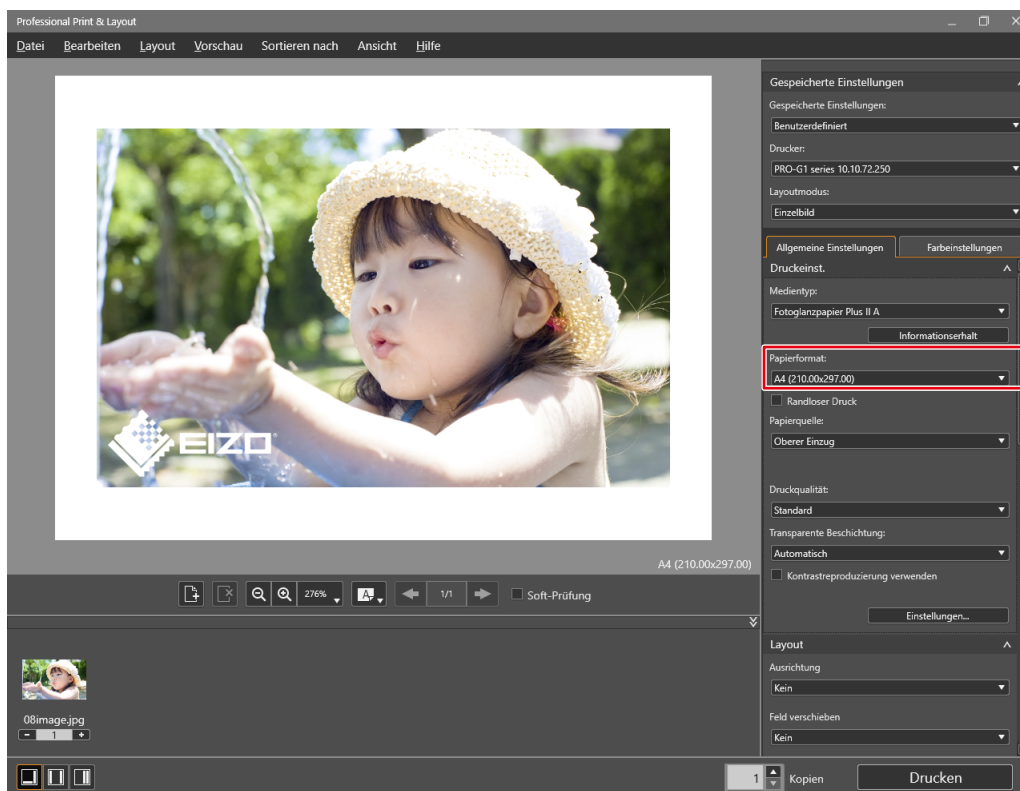 Professional Print & Layout
Datei Bearbeiten Layout Vorschau Sortieren nach Ansicht Hilfe
EIZO
A4 (210.00x297.00)
276%
A
1/1
Soft-Prüfung
08image.jpg
- 1 +
Gespeicherte Einstellungen
Gespeicherte Einstellungen:
Benutzerdefiniert
Drucker:
PRO-G1 series 10.10.72.250
Layoutmodus:
Einzelbild
Allgemeine Einstellungen Farbeinstellungen
Druckeinst.
Medientyp:
Fotoglanzpapier Plus II A
Informationserhalt
Papierformat:
A4 (210.00x297.00)
Randloser Druck
Papierquelle:
Oberer Einzug
Druckqualität:
Standard
Transparente Beschichtung:
Automatisch
Kontrastreproduzierung verwenden
Einstellungen...
Layout
Ausrichtung
Kein
Feld verschieben
Kein
1 Kopien Drucken